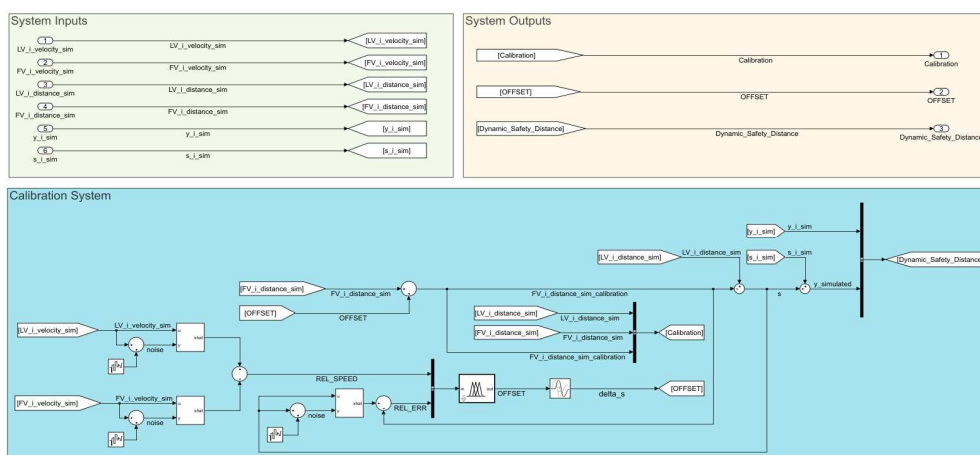 System Inputs
1
LV_i_velocity_sim
LV_i_velocity_sim
[LV_i_velocity_sim]
2
FV_i_velocity_sim
FV_i_velocity_sim
[FV_i_velocity_sim]
3
LV_i_distance_sim
LV_i_distance_sim
[LV_i_distance_sim]
4
FV_i_distance_sim
FV_i_distance_sim
[FV_i_distance_sim]
5
y_i_sim
y_i_sim
[y_i_sim]
6
s_i_sim
s_i_sim
[s_i_sim]
System Outputs
[Calibration]
Calibration
1
Calibration
[OFFSET]
OFFSET
2
OFFSET
[Dynamic_Safety_Distance]
Dynamic_Safety_Distance
3
Dynamic_Safety_Distance
Calibration System
[y_i_sim]
y_i_sim
[LV_i_distance_sim]
LV_i_distance_sim
[s_i_sim]
s_i_sim
[Dynamic_Safety_Distance]
[FV_i_distance_sim]
FV_i_distance_sim
FV_i_distance_sim_calibration
s
y_simulated
[OFFSET]
OFFSET
[LV_i_distance_sim]
LV_i_distance_sim
[FV_i_distance_sim]
FV_i_distance_sim
[Calibration]
FV_i_distance_sim_calibration
[LV_i_velocity_sim]
LV_i_velocity_sim
u
y
xhat
noise
REL_SPEED
[FV_i_velocity_sim]
FV_i_velocity_sim
u
y
xhat
noise
u
y
xhat
noise
REL_ERR
in
out
OFFSET
delta_s
[OFFSET]